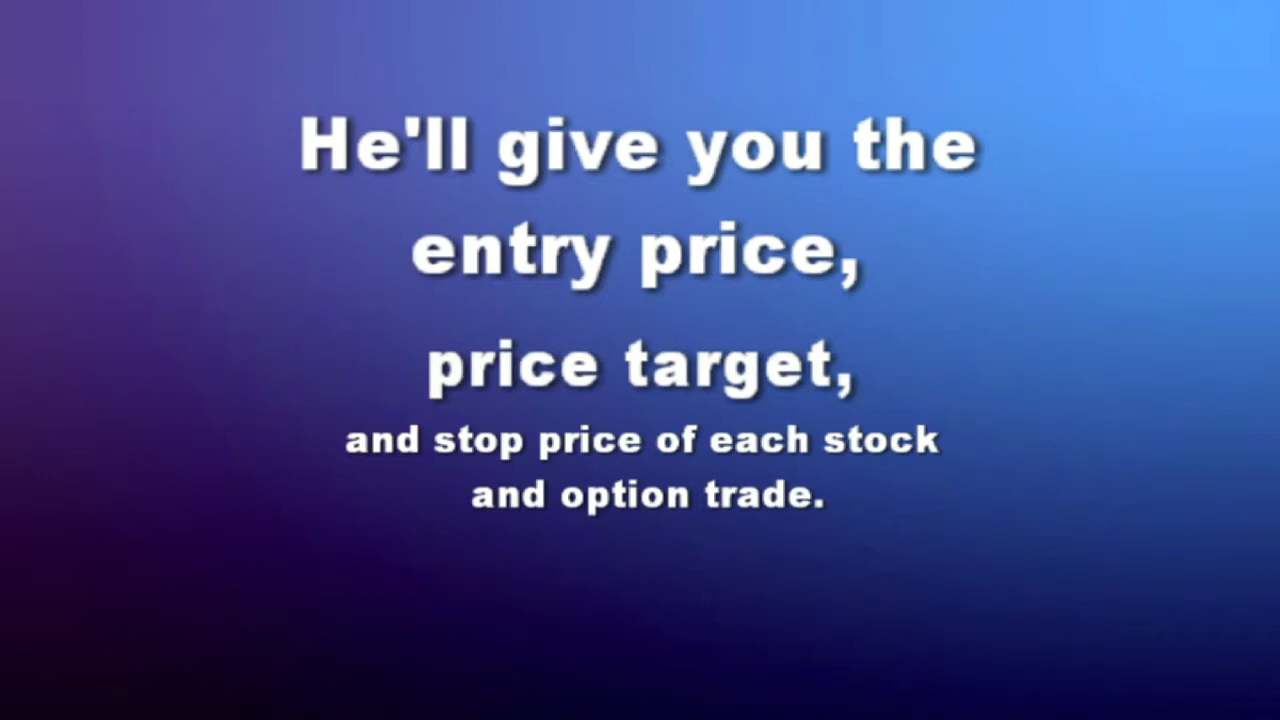 He'll give you the
entry price,
price target,
and stop price of each stock
and option trade.